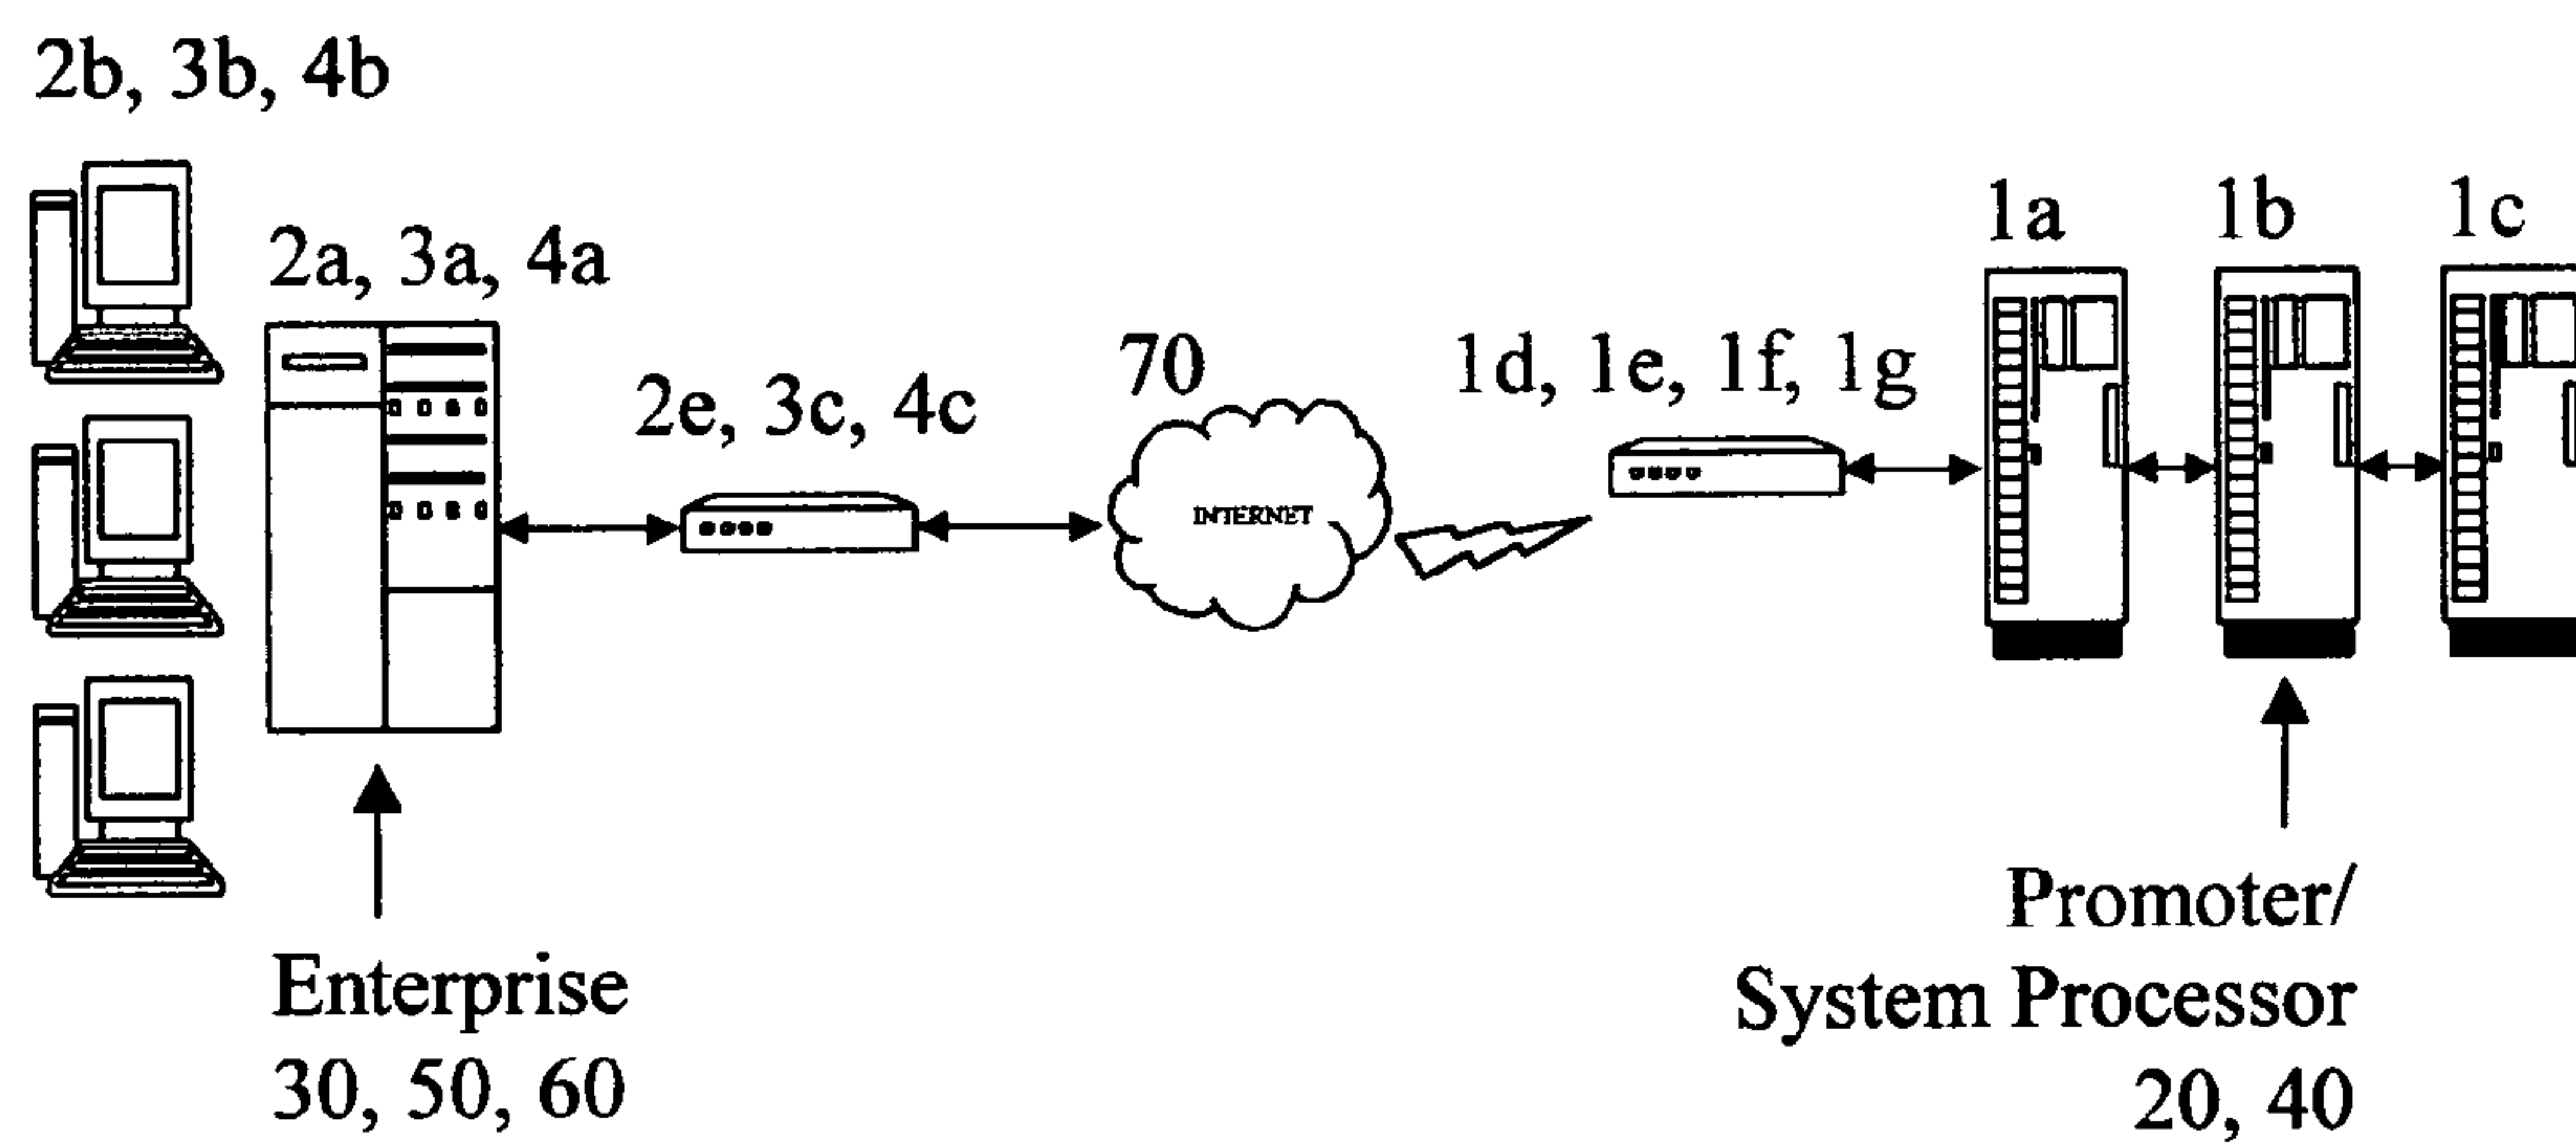 2b, 3b, 4b
2a, 3a, 4a
2e, 3c, 4c
70
INTERNET
1d, 1e, 1f, 1g
1a
1b
1c
Enterprise
30, 50, 60
Promoter/
System Processor
20, 40